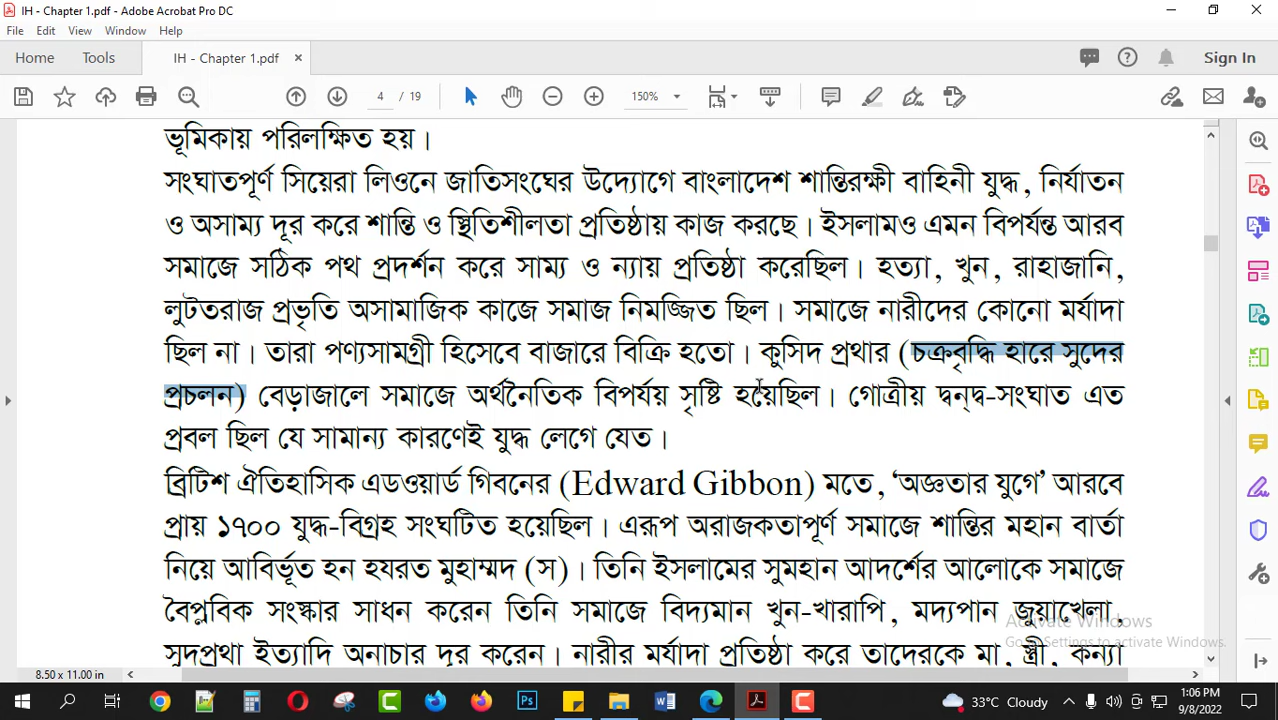 IH - Chapter 1.pdf - Adobe Acrobat Pro DC
File Edit View Window Help
Home Tools IH - Chapter 1.pdf × Sign In
4 / 19 150%
ভূমিকায় পরিলক্ষিত হয়।
সংঘাতপূর্ণ সিয়েরা লিওনে জাতিসংঘের উদ্যোগে বাংলাদেশ শান্তিরক্ষী বাহিনী যুদ্ধ, নির্যাতন
ও অসাম্য দূর করে শান্তি ও স্থিতিশীলতা প্রতিষ্ঠায় কাজ করছে। ইসলামও এমন বিপর্যন্ত আরব
সমাজে সঠিক পথ প্রদর্শন করে সাম্য ও ন্যায় প্রতিষ্ঠা করেছিল। হত্যা, খুন, রাহাজানি,
লুটতরাজ প্রভৃতি অসামাজিক কাজে সমাজ নিমজ্জিত ছিল। সমাজে নারীদের কোনো মর্যাদা
ছিল না। তারা পণ্যসামগ্রী হিসেবে বাজারে বিক্রি হতো। কুসিদ প্রথার (চক্রবৃদ্ধি হারে সুদের
প্রচলন) বেড়াজালে সমাজে অর্থনৈতিক বিপর্যয় সৃষ্টি হয়েছিল। গোত্রীয় দ্বন্দ্ব-সংঘাত এত
প্রবল ছিল যে সামান্য কারণেই যুদ্ধ লেগে যেত।
ব্রিটিশ ঐতিহাসিক এডওয়ার্ড গিবনের (Edward Gibbon) মতে, ‘অজ্ঞতার যুগে’ আরবে
প্রায় ১৭০০ যুদ্ধ-বিগ্রহ সংঘটিত হয়েছিল। এরূপ অরাজকতাপূর্ণ সমাজে শান্তির মহান বার্তা
নিয়ে আবির্ভূত হন হযরত মুহাম্মদ (স)। তিনি ইসলামের সুমহান আদর্শের আলোকে সমাজে
বৈপ্লবিক সংস্কার সাধন করেন তিনি সমাজে বিদ্যমান খুন-খারাপি, মদ্যপান জুয়াখেলা,
সুদপ্রথা ইত্যাদি অনাচার দূর করেন। নারীর মর্যাদা প্রতিষ্ঠা করে তাদেরকে মা, স্ত্রী, কন্যা
Activate Windows
Go to Settings to activate Windows.
8.50 x 11.00 in
33°C Cloudy 1:06 PM
9/8/2022